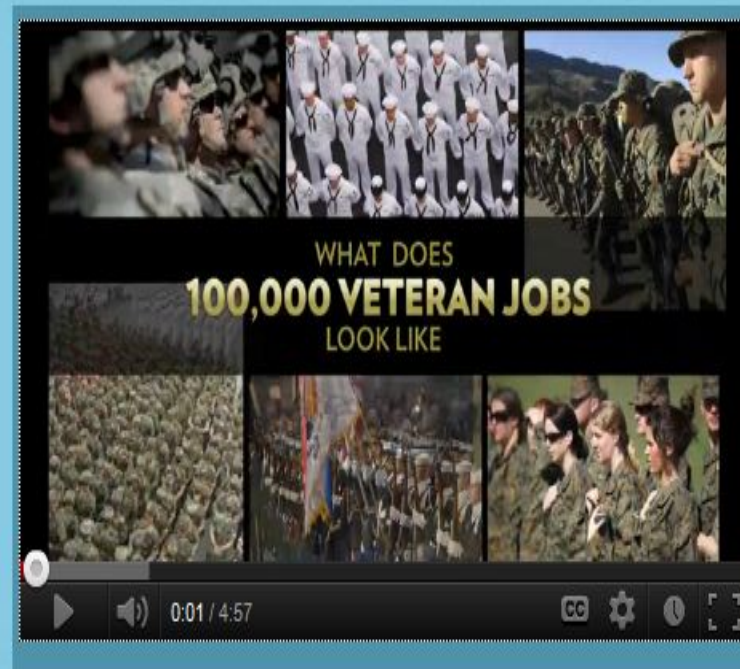 WHAT DOES
100,000 VETERAN JOBS
LOOK LIKE
0:01 / 4:57
CC